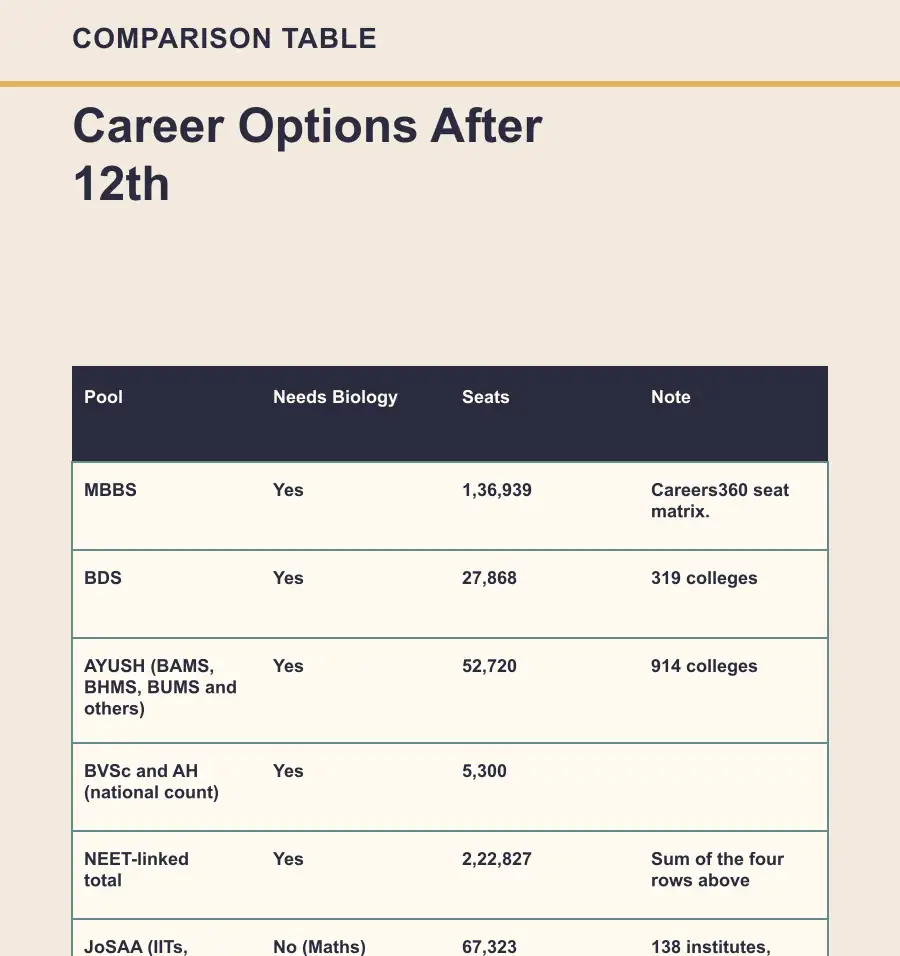 COMPARISON TABLE
Career Options After
12th
Pool Needs Biology Seats Note
MBBS Yes 1,36,939 Careers360 seat
matrix.
BDS Yes 27,868 319 colleges
AYUSH (BAMS, Yes 52,720 914 colleges
BHMS, BUMS and
others)
BVSc and AH Yes 5,300
(national count)
NEET-linked Yes 2,22,827 Sum of the four
total rows above
JoSAA (IITs, No (Maths) 67,323 138 institutes,